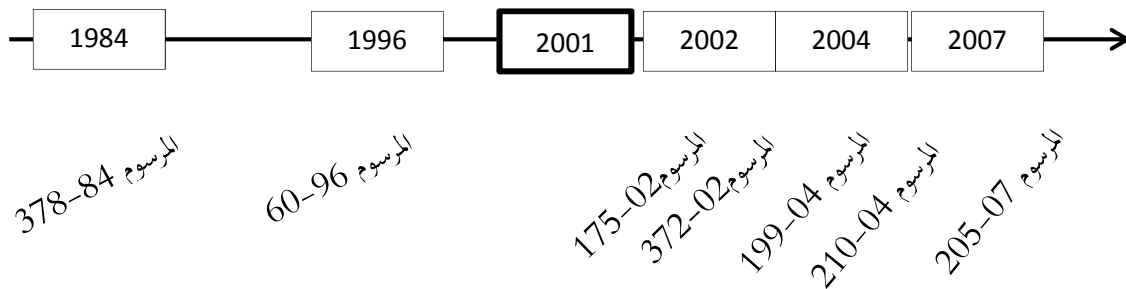 1984
1996
2001
2002
2004
2007
المرسوم 84-378
المرسوم 96-60
المرسوم02-175
المرسوم02-372
المرسوم 04-199
المرسوم 04-210
المرسوم 07-205